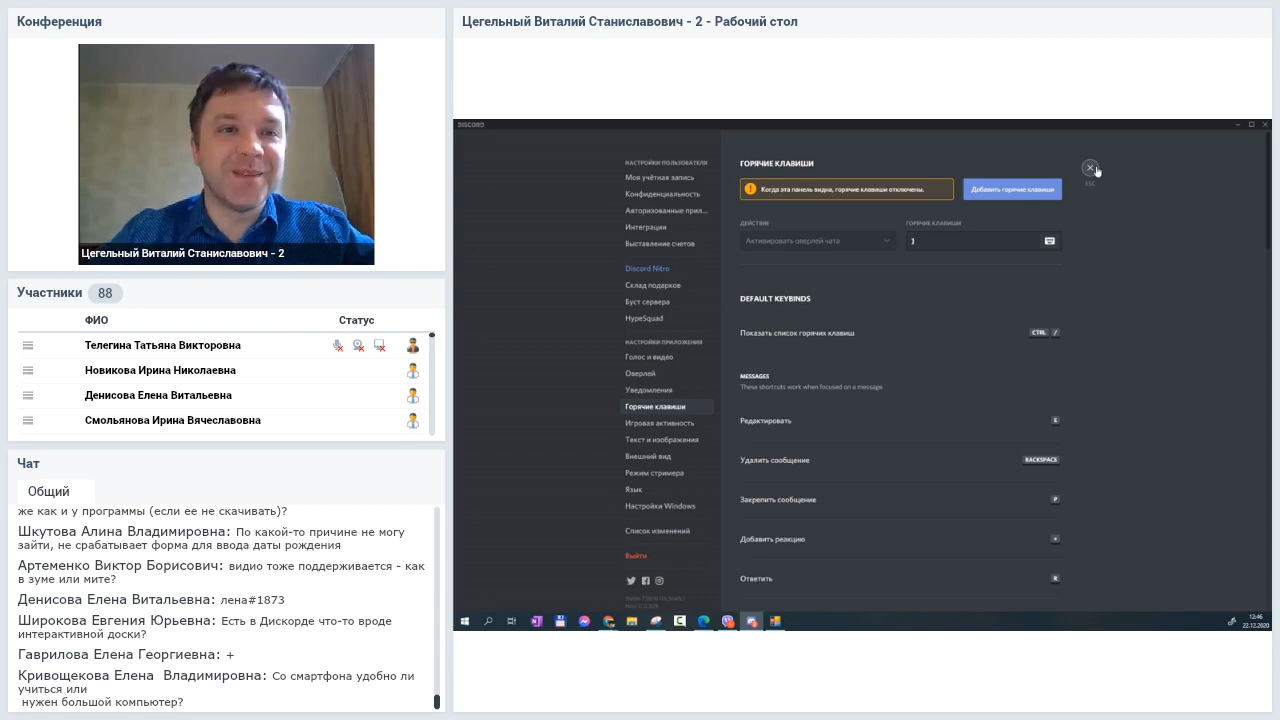 Конференция
Цегельный Виталий Станиславович - 2
Участники 88
ФИО Статус
Телегина Татьяна Викторовна
Новикова Ирина Николаевна
Денисова Елена Витальевна
Смольянова Ирина Вячеславовна
Чат
Общий
же как и у программы (если ее не скачивать)?
Шкутова Алина Владимировна: По какой-то причине не могу
зайти, не срабатывает форма для ввода даты рождения
Артеменко Виктор Борисович: видио тоже поддерживается - как
в зуме или мите?
Денисова Елена Витальевна: лена#1873
Широкова Евгения Юрьевна: Есть в Дискорде что-то вроде
интерактивной доски?
Гаврилова Елена Георгиевна: +
Кривощекова Елена Владимировна: Со смартфона удобно ли
учиться или
нужен большой компьютер?
Цегельный Виталий Станиславович - 2 - Рабочий стол
DISCORD
НАСТРОЙКИ ПОЛЬЗОВАТЕЛЯ
Моя учётная запись
Конфиденциальность
Авторизованные прил...
Интеграции
Выставление счетов
Discord Nitro
Склад подарков
Буст сервера
HypeSquad
НАСТРОЙКИ ПРИЛОЖЕНИЯ
Голос и видео
Оверлей
Уведомления
Горячие клавиши
Игровая активность
Текст и изображения
Внешний вид
Режим стримера
Язык
Настройки Windows
Список изменений
Выйти
ГОРЯЧИЕ КЛАВИШИ
Когда эта панель видна, горячие клавиши отключены.
Добавить горячие клавиши
ESC
ДЕЙСТВИЕ ГОРЯЧИЕ КЛАВИШИ
Активировать оверлей чата ]
DEFAULT KEYBINDS
Показать список горячих клавиш CTRL /
MESSAGES
These shortcuts work when focused on a message.
Редактировать E
Удалить сообщение BACKSPACE
Закрепить сообщение P
Добавить реакцию +
Ответить R
12:46
22.12.2020